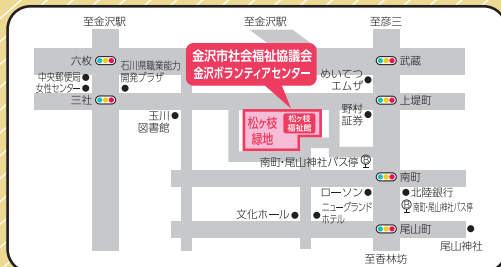 至金沢駅
至金沢駅
至彦三
六枚
石川県職業能力
開発プラザ
金沢市社会福祉協議会
金沢ボランティアセンター
武蔵
中央郵便局
女性センター
めいてつ
エムザ
三社
上堤町
玉川
図書館
松ヶ枝
緑地
松ヶ枝
福祉館
野村
証券
南町・尾山神社バス停
南町
ローソン
北陸銀行
文化ホール
ニューグランド
ホテル
南町・尾山神社バス停
尾山町
尾山神社
至香林坊